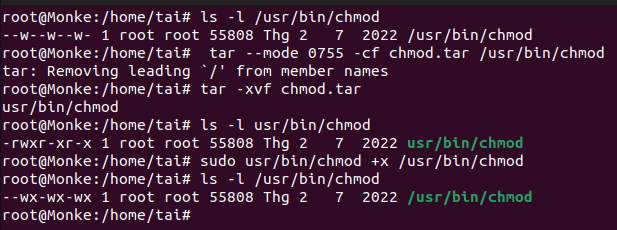 root@Monke:/home/tai# ls -l /usr/bin/chmod
--w--w--w- 1 root root 55808 Thg 2   7  2022 /usr/bin/chmod
root@Monke:/home/tai#  tar --mode 0755 -cf chmod.tar /usr/bin/chmod
tar: Removing leading `/' from member names
root@Monke:/home/tai# tar -xvf chmod.tar
usr/bin/chmod
root@Monke:/home/tai# ls -l usr/bin/chmod
-rwxr-xr-x 1 root root 55808 Thg 2   7  2022 usr/bin/chmod
root@Monke:/home/tai# sudo usr/bin/chmod +x /usr/bin/chmod
root@Monke:/home/tai# ls -l /usr/bin/chmod
--wx-wx-wx 1 root root 55808 Thg 2   7  2022 /usr/bin/chmod
root@Monke:/home/tai#